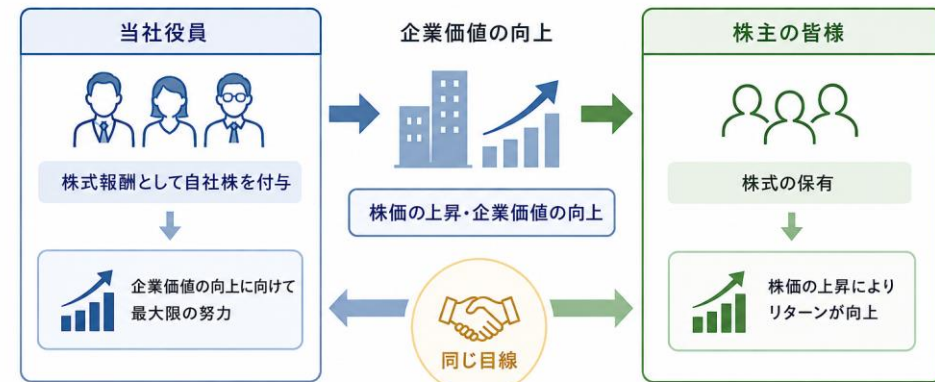 当社役員
株式報酬として自社株を付与
企業価値の向上に向けて
最大限の努力
企業価値の向上
株価の上昇・企業価値の向上
同じ目線
株主の皆様
株式の保有
株価の上昇により
リターンが向上